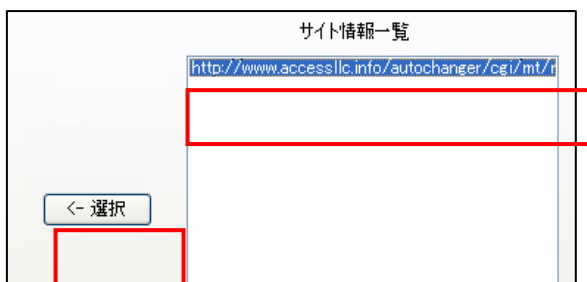 サイト情報一覧
http://www.accessllc.info/autochanger/cgi/mt/r
<- 選択